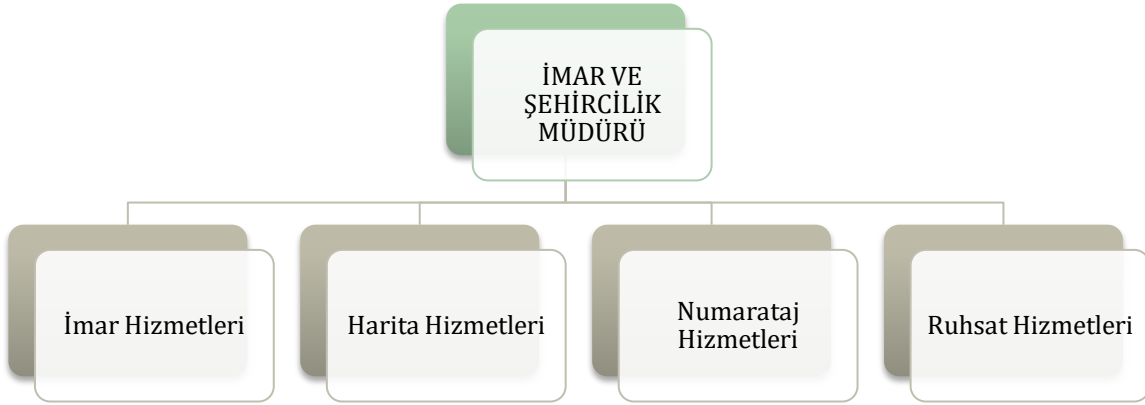 İMAR VE
ŞEHİRCİLİK
MÜDÜRÜ
İmar Hizmetleri
Harita Hizmetleri
Numarataj
Hizmetleri
Ruhsat Hizmetleri